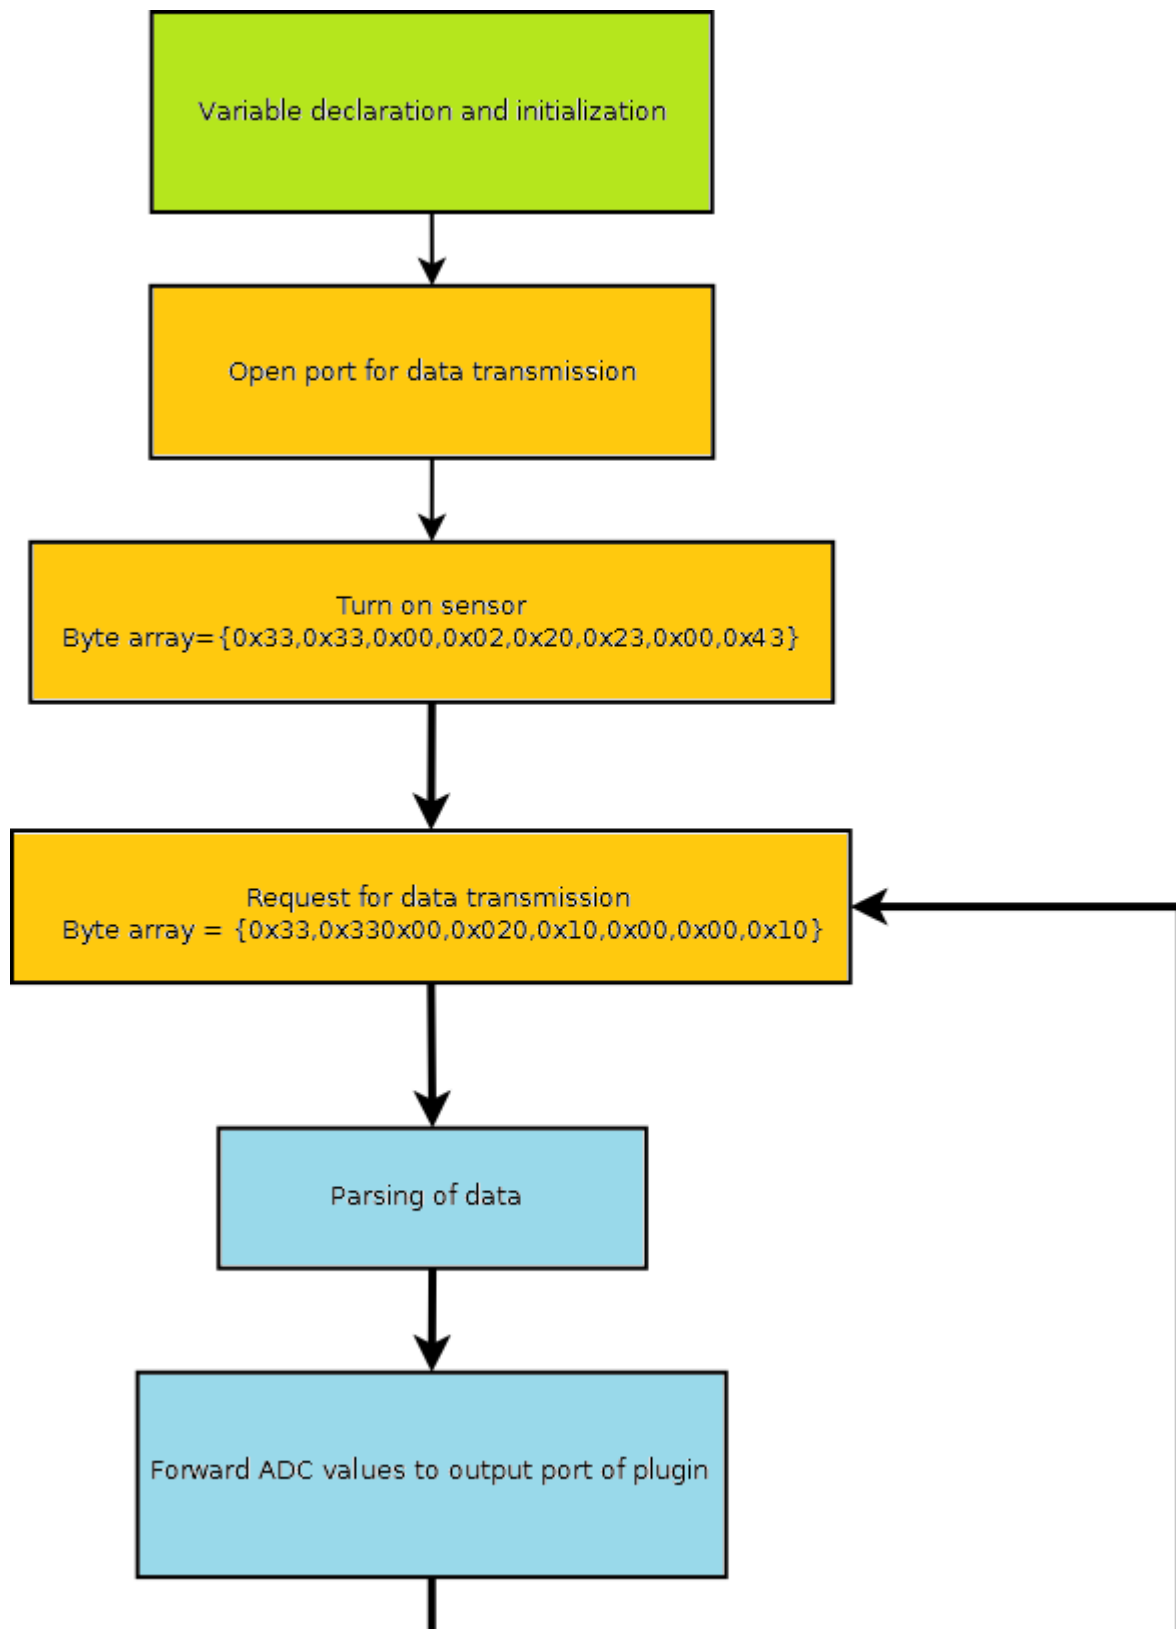 Variable declaration and initialization
Open port for data transmission
Turn on sensor
Byte array={0x33,0x33,0x00,0x02,0x20,0x23,0x00,0x43}
Request for data transmission
Byte array = {0x33,0x330x00,0x020,0x10,0x00,0x00,0x10}
Parsing of data
Forward ADC values to output port of plugin